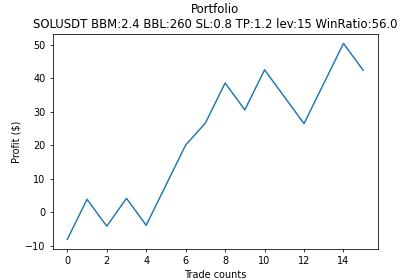 Portfolio
SOLUSDT BBM:2.4 BBL:260 SL:0.8 TP:1.2 lev:15 WinRatio:56.0
50
40
30
20
10
0
−10
Profit ($)
0 2 4 6 8 10 12 14
Trade counts